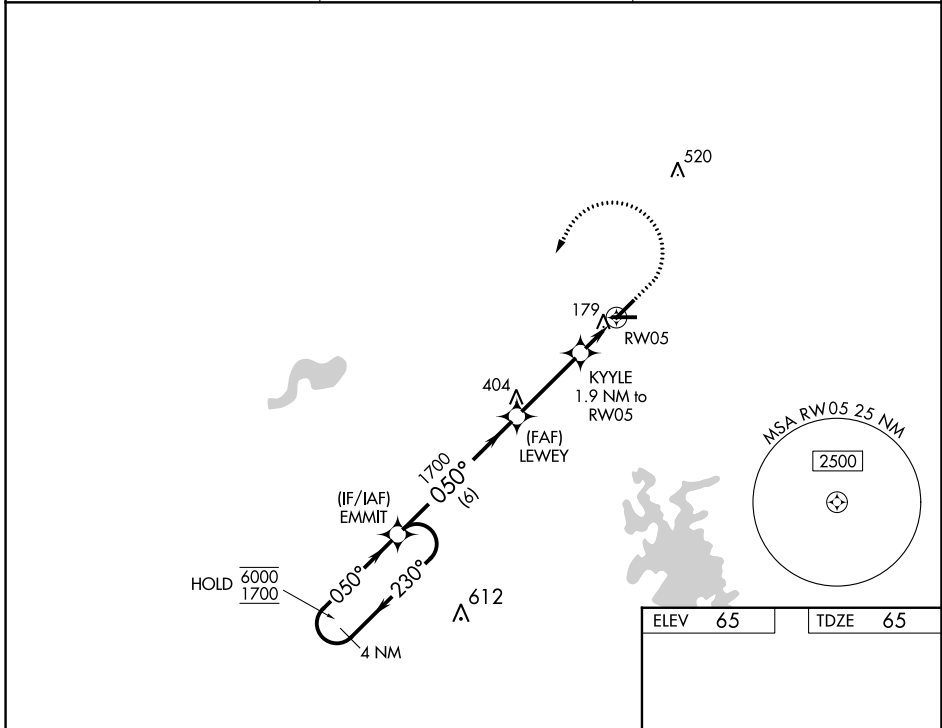 520
179
RW05
KYYLE
1.9 NM to
RW05
404
(FAF)
LEWEY
MSA RW05 25 NM
2500
1700
050°
(6)
(IF/IAF)
EMMIT
HOLD 6000
1700
050°
230°
612
4 NM
ELEV 65
TDZE 65